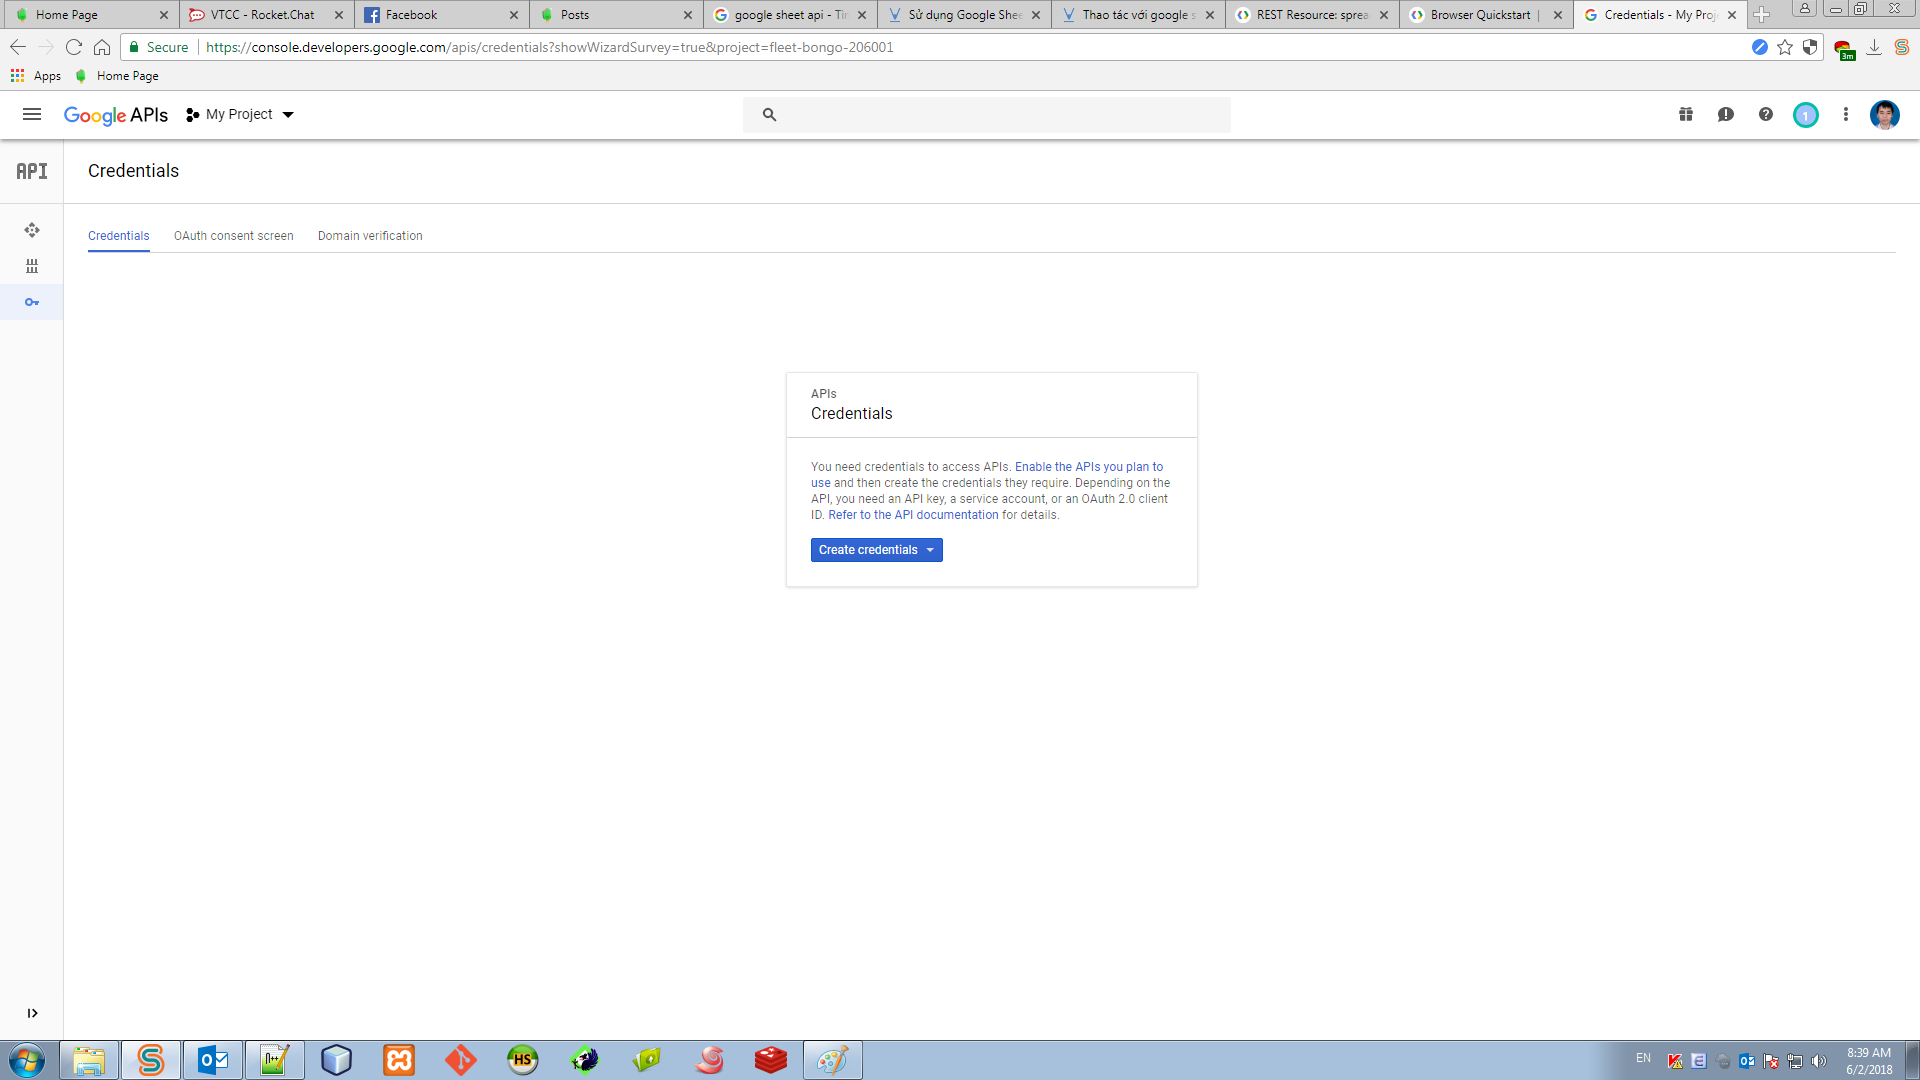 Home Page
VTCC - Rocket.Chat
Facebook
Posts
google sheet api - Tìm
Sử dụng Google Shee
Thao tác với google s
REST Resource: sprea
Browser Quickstart |
Credentials - My Proj
Secure
https://console.developers.google.com/apis/credentials?showWizardSurvey=true&project=fleet-bongo-206001
3m
Apps
Home Page
Google APIs
My Project
1
API
Credentials
Credentials
OAuth consent screen
Domain verification
APIs
Credentials
You need credentials to access APIs. Enable the APIs you plan to
use and then create the credentials they require. Depending on the
API, you need an API key, a service account, or an OAuth 2.0 client
ID. Refer to the API documentation for details.
Create credentials
HS
EN
8:39 AM
6/2/2018